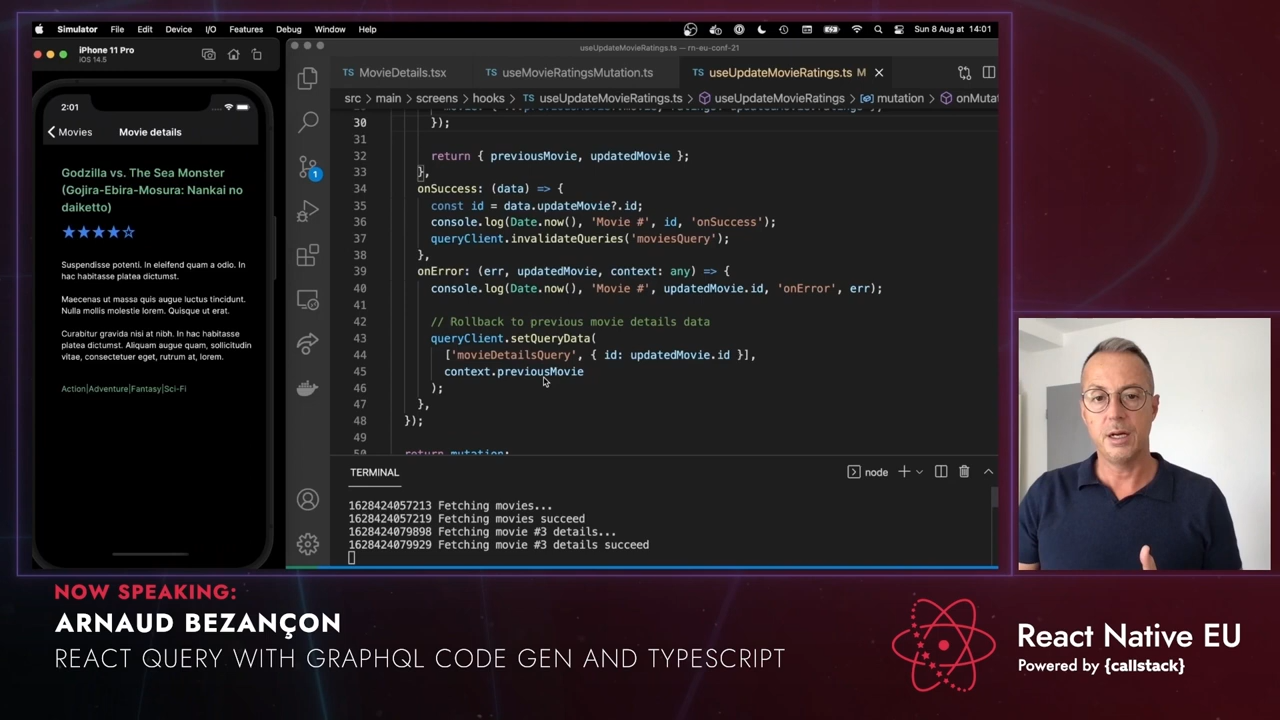 Simulator File Edit Device I/O Features Debug Window Help
Sun 8 Aug at 14:01
iPhone 11 Pro
iOS 14.5
2:01
Movies
Movie details
Godzilla vs. The Sea Monster
(Gojira-Ebira-Mosura: Nankai no
daiketto)
Suspendisse potenti. In eleifend quam a odio. In
hac habitasse platea dictumst.
Maecenas ut massa quis augue luctus tincidunt.
Nulla mollis molestie lorem. Quisque ut erat.
Curabitur gravida nisi at nibh. In hac habitasse
platea dictumst. Aliquam augue quam, sollicitudin
vitae, consectetuer eget, rutrum at, lorem.
Action|Adventure|Fantasy|Sci-Fi
useUpdateMovieRatings.ts — rn-eu-conf-21
TS MovieDetails.tsx
TS useMovieRatingsMutation.ts
TS useUpdateMovieRatings.ts M
src > main > screens > hooks > TS useUpdateMovieRatings.ts > useUpdateMovieRatings > mutation > onMutat
1
30 });
31
32 return { previousMovie, updatedMovie };
33 },
34 onSuccess: (data) => {
35 const id = data.updateMovie?.id;
36 console.log(Date.now(), 'Movie #', id, 'onSuccess');
37 queryClient.invalidateQueries('moviesQuery');
38 },
39 onError: (err, updatedMovie, context: any) => {
40 console.log(Date.now(), 'Movie #', updatedMovie.id, 'onError', err);
41
42 // Rollback to previous movie details data
43 queryClient.setQueryData(
44 ['movieDetailsQuery', { id: updatedMovie.id }],
45 context.previousMovie
46 );
47 },
48 });
49
50 return mutation;
TERMINAL
node
1628424057213 Fetching movies...
1628424057219 Fetching movies succeed
1628424079898 Fetching movie #3 details...
1628424079929 Fetching movie #3 details succeed
NOW SPEAKING:
ARNAUD BEZANÇON
REACT QUERY WITH GRAPHQL CODE GEN AND TYPESCRIPT
React Native EU
Powered by {callstack}